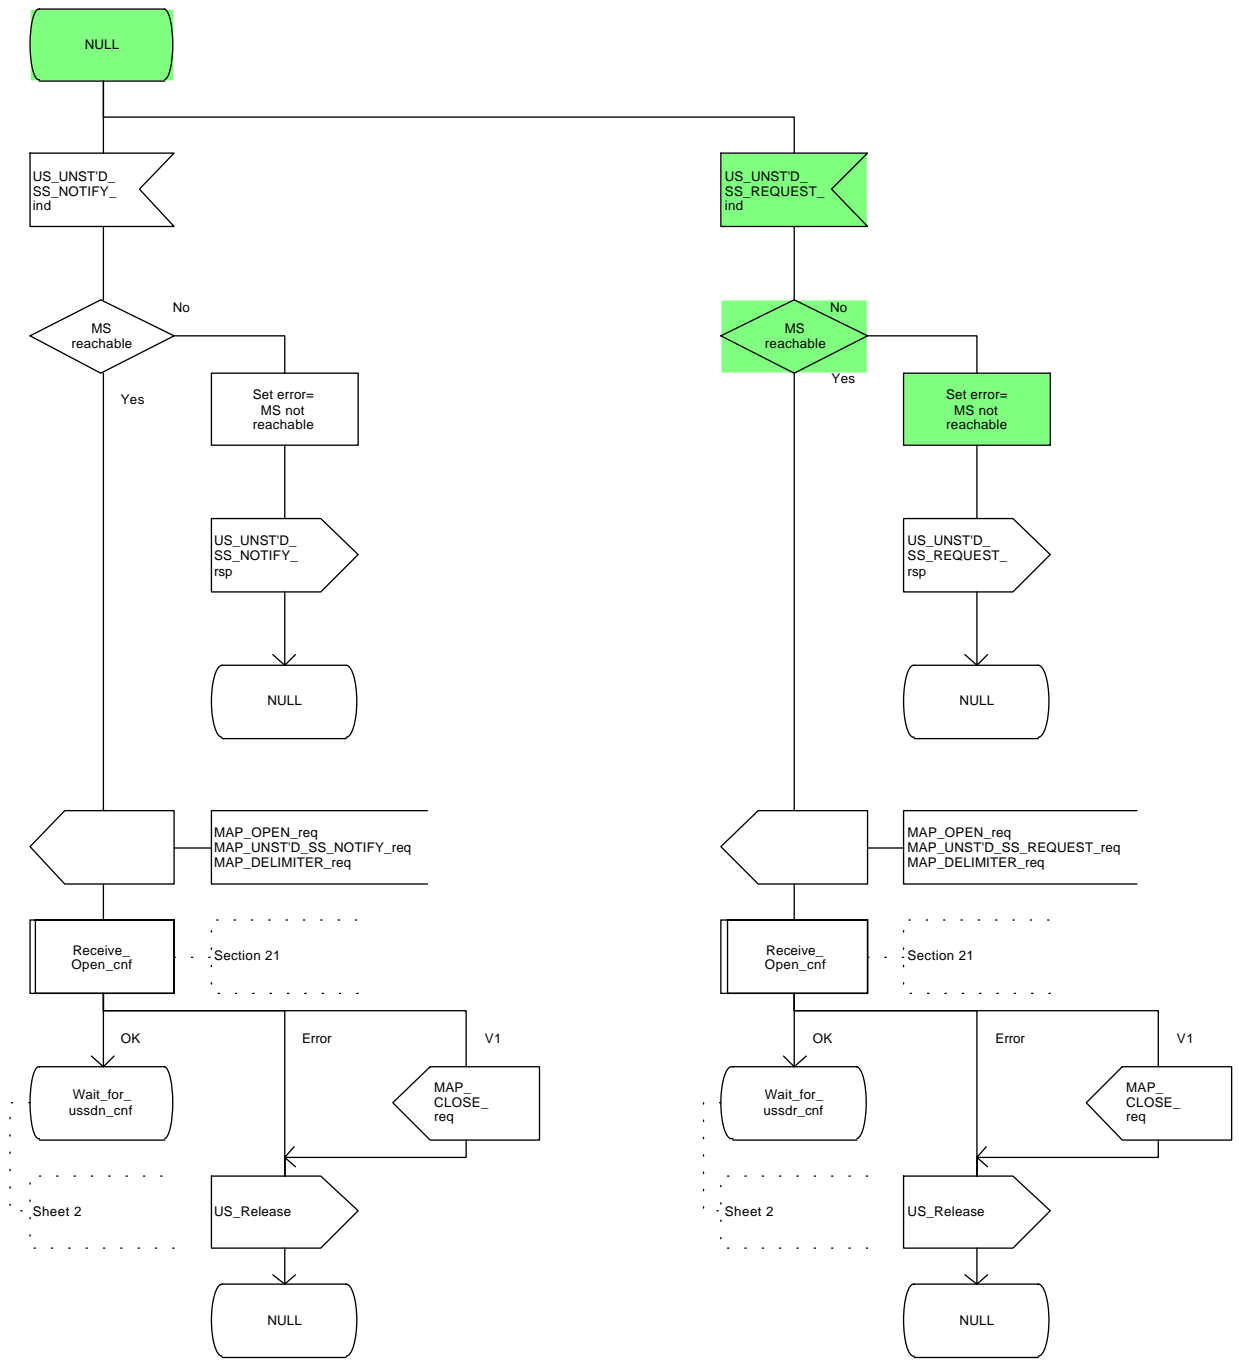 NULL
US_UNST'D_
SS_NOTIFY_
ind
US_UNST'D_
SS_REQUEST_
ind
No
MS
reachable
Yes
No
MS
reachable
Yes
Set error=
MS not
reachable
Set error=
MS not
reachable
US_UNST'D_
SS_NOTIFY_
rsp
US_UNST'D_
SS_REQUEST_
rsp
NULL
NULL
MAP_OPEN_req
MAP_UNST'D_SS_NOTIFY_req
MAP_DELIMITER_req
MAP_OPEN_req
MAP_UNST'D_SS_REQUEST_req
MAP_DELIMITER_req
Receive_
Open_cnf
Section 21
Receive_
Open_cnf
Section 21
OK
Error
V1
OK
Error
V1
Wait_for_
ussdn_cnf
MAP_
CLOSE_
req
Wait_for_
ussdr_cnf
MAP_
CLOSE_
req
Sheet 2
US_Release
Sheet 2
US_Release
NULL
NULL